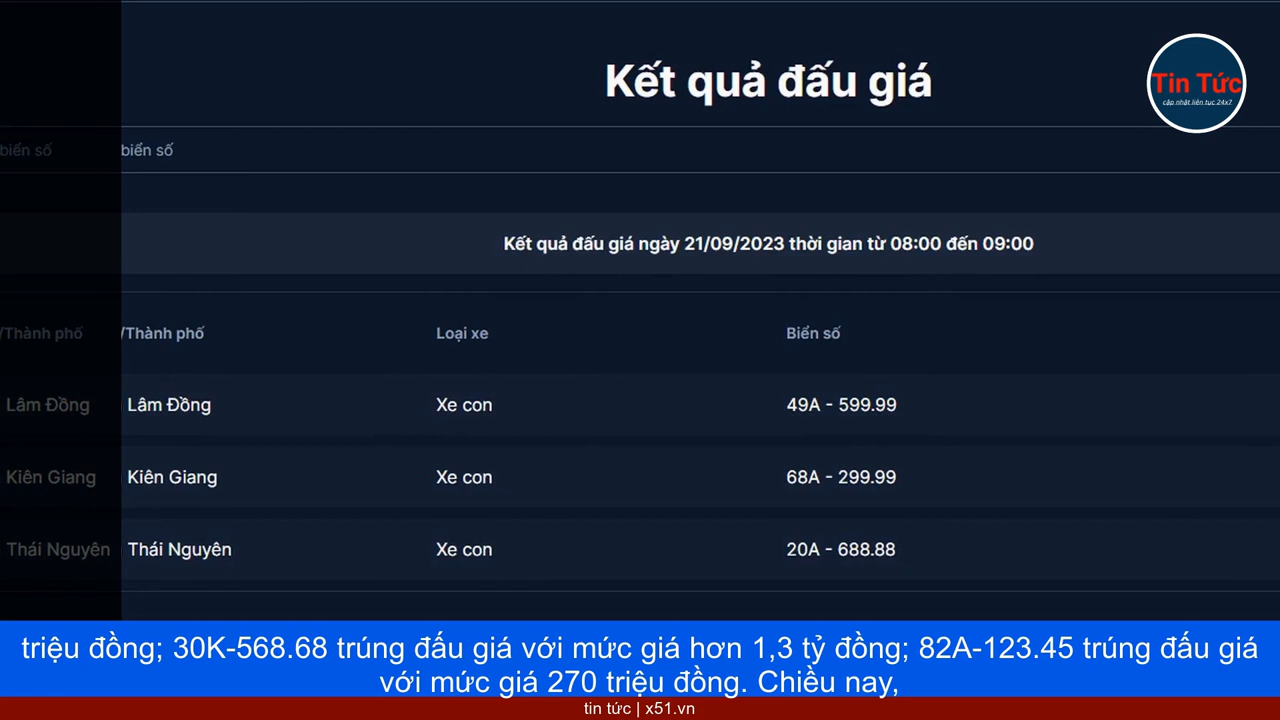 Kết quả đấu giá
Tin Tức
cập.nhật.liên.tục.24x7
biển số biển số
Kết quả đấu giá ngày 21/09/2023 thời gian từ 08:00 đến 09:00
/Thành phố /Thành phố Loại xe Biển số
Lâm Đồng Lâm Đồng Xe con 49A - 599.99
Kiên Giang Kiên Giang Xe con 68A - 299.99
Thái Nguyên Thái Nguyên Xe con 20A - 688.88
triệu đồng; 30K-568.68 trúng đấu giá với mức giá hơn 1,3 tỷ đồng; 82A-123.45 trúng đấu giá
với mức giá 270 triệu đồng. Chiều nay,
tin tức | x51.vn